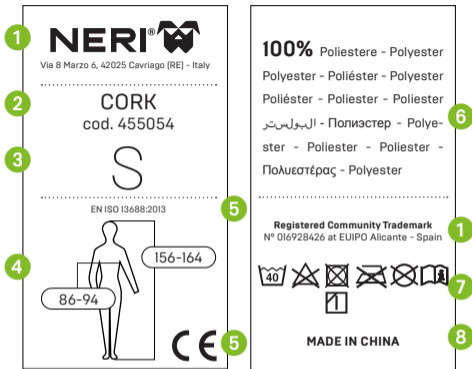 1
NERI®
Via 8 Marzo 6, 42025 Cavriago (RE) - Italy
2
CORK
cod. 455054
3
S
EN ISO 13688:2013
5
4
156-164
86-94
CE
5
100% Poliestere - Polyester
Polyester - Poliéster - Polyester
Poliéster - Poliester - Poliester
البولستر - Полиэстер - Polye-
ster - Poliester - Poliester -
Πολυεστέρας - Polyester
6
Registered Community Trademark
N° 016928426 at EUIPO Alicante - Spain
1
40
7
1
MADE IN CHINA
8